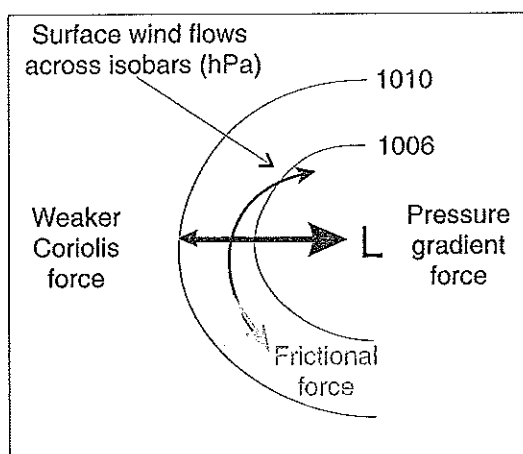 Surface wind flows
across isobars (hPa)
1010
1006
Weaker
Coriolis
force
L
Pressure
gradient
force
Frictional
force